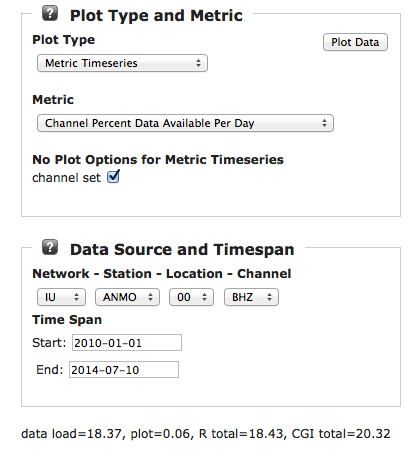 ? Plot Type and Metric
Plot Type
Plot Data
Metric Timeseries
Metric
Channel Percent Data Available Per Day
No Plot Options for Metric Timeseries
channel set
? Data Source and Timespan
Network - Station - Location - Channel
IU ANMO 00 BHZ
Time Span
Start: 2010-01-01
End: 2014-07-10
data load=18.37, plot=0.06, R total=18.43, CGI total=20.32